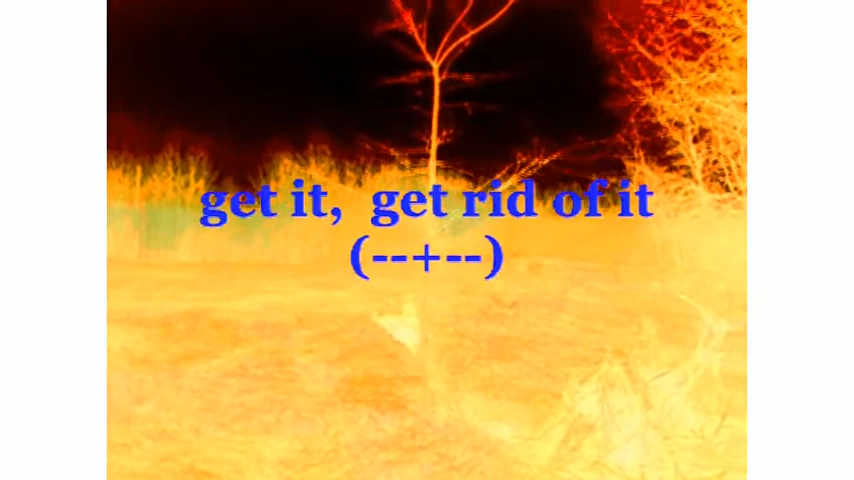 get it,  get rid of it
(--+--)